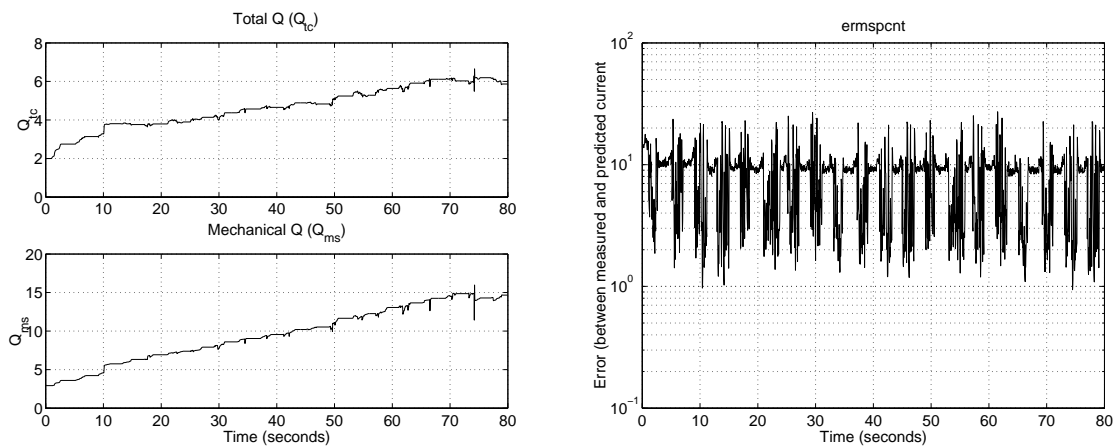 Total Q (Q_tc)
8
6
4
2
0
Q_tc
0 10 20 30 40 50 60 70 80
Mechanical Q (Q_ms)
20
15
10
5
0
Q_ms
0 10 20 30 40 50 60 70 80
Time (seconds)
ermspcnt
10^2
10^1
10^0
10^-1
Error (between measured and predicted current
0 10 20 30 40 50 60 70 80
Time (seconds)